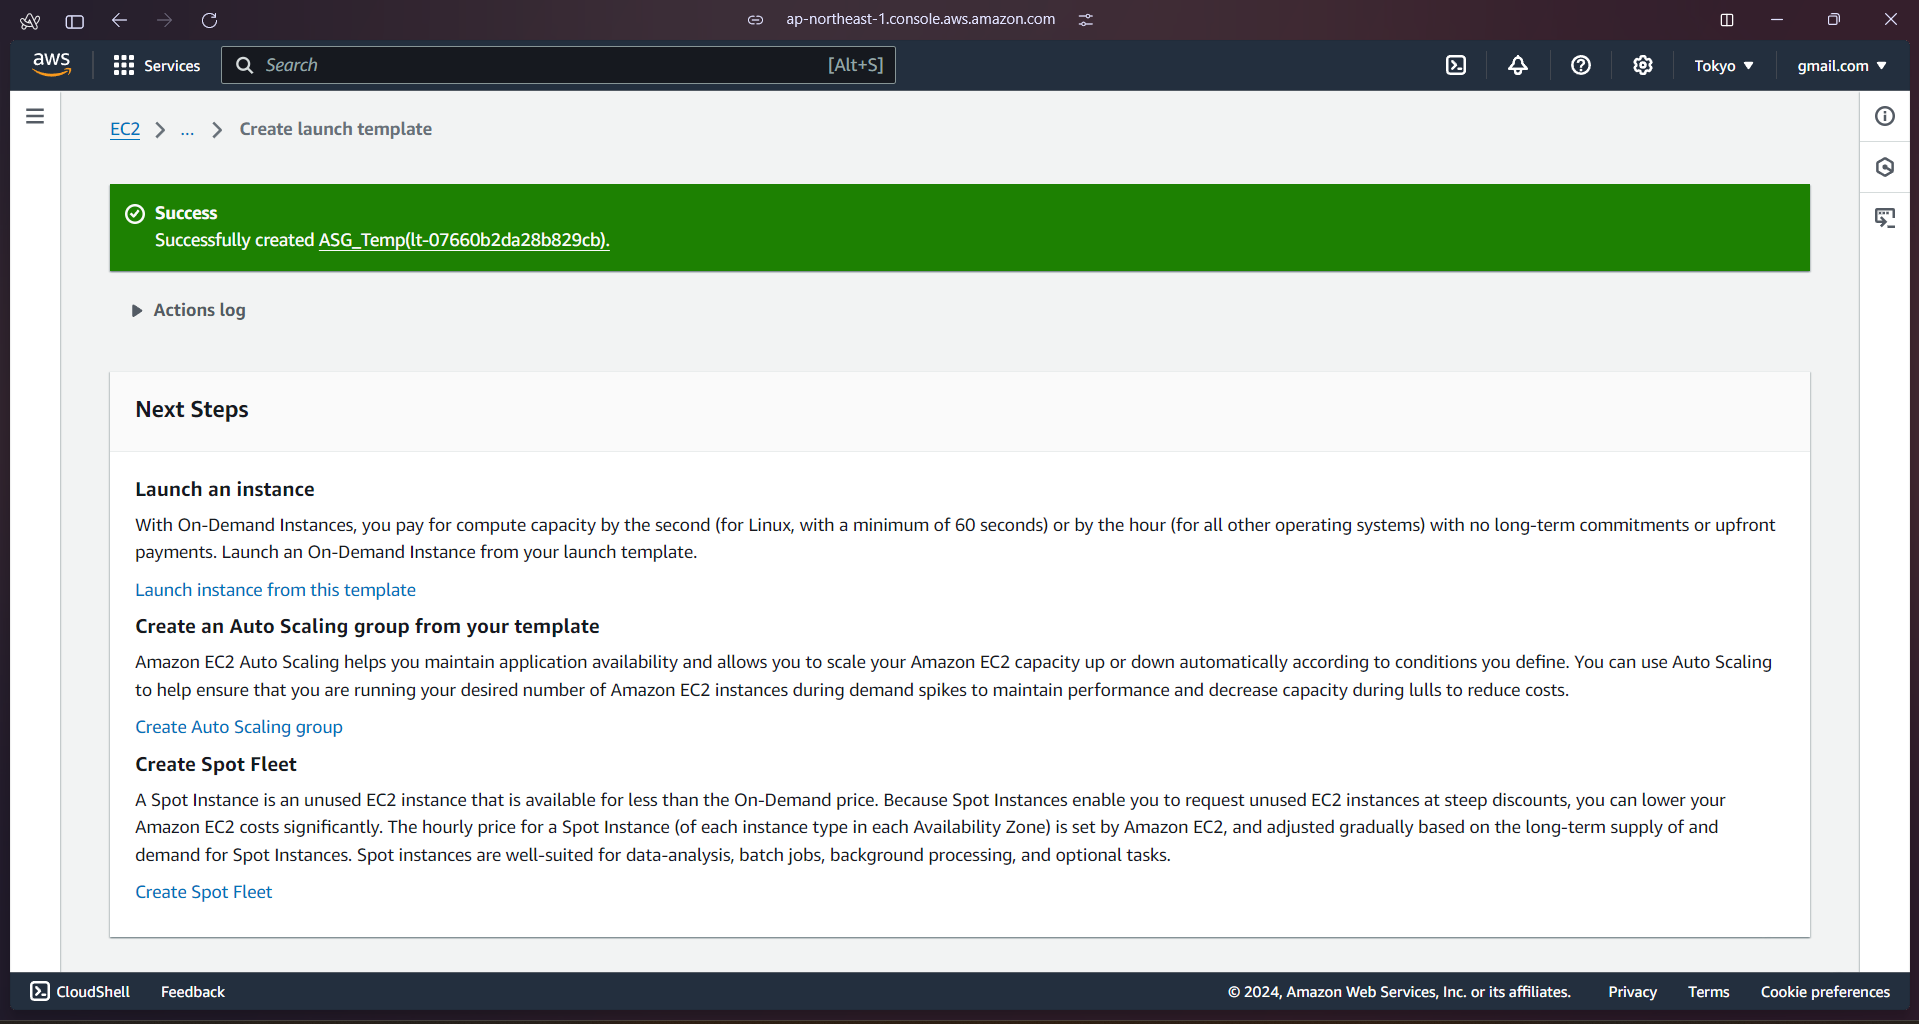 ap-northeast-1.console.aws.amazon.com
aws
Services
Search
[Alt+S]
Tokyo
gmail.com
EC2
...
Create launch template
Success
Successfully created ASG_Temp(lt-07660b2da28b829cb).
Actions log
Next Steps
Launch an instance
With On-Demand Instances, you pay for compute capacity by the second (for Linux, with a minimum of 60 seconds) or by the hour (for all other operating systems) with no long-term commitments or upfront
payments. Launch an On-Demand Instance from your launch template.
Launch instance from this template
Create an Auto Scaling group from your template
Amazon EC2 Auto Scaling helps you maintain application availability and allows you to scale your Amazon EC2 capacity up or down automatically according to conditions you define. You can use Auto Scaling
to help ensure that you are running your desired number of Amazon EC2 instances during demand spikes to maintain performance and decrease capacity during lulls to reduce costs.
Create Auto Scaling group
Create Spot Fleet
A Spot Instance is an unused EC2 instance that is available for less than the On-Demand price. Because Spot Instances enable you to request unused EC2 instances at steep discounts, you can lower your
Amazon EC2 costs significantly. The hourly price for a Spot Instance (of each instance type in each Availability Zone) is set by Amazon EC2, and adjusted gradually based on the long-term supply of and
demand for Spot Instances. Spot instances are well-suited for data-analysis, batch jobs, background processing, and optional tasks.
Create Spot Fleet
CloudShell
Feedback
© 2024, Amazon Web Services, Inc. or its affiliates.
Privacy
Terms
Cookie preferences